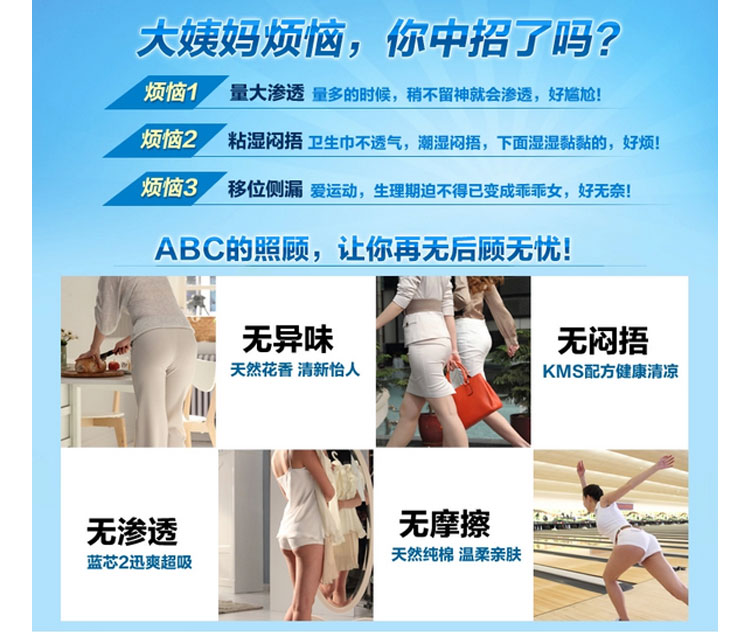 大姨妈烦恼，你中招了吗？
烦恼1 量大渗透 量多的时候，稍不留神就会渗透，好尴尬！
烦恼2 粘湿闷捂 卫生巾不透气，潮湿闷捂，下面湿湿黏黏的，好烦！
烦恼3 移位侧漏 爱运动，生理期迫不得已变成乖乖女，好无奈！
ABC的照顾，让你再无后顾无忧！
无异味
天然花香 清新怡人
无闷捂
KMS配方健康清凉
无渗透
蓝芯2迅爽超吸
无摩擦
天然纯棉 温柔亲肤